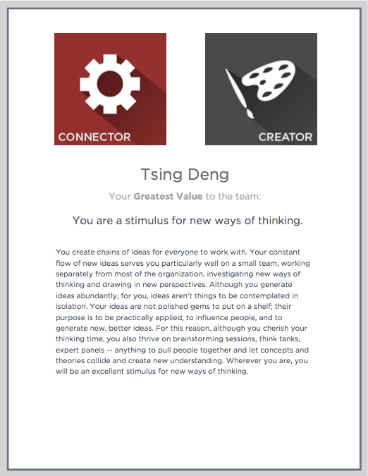 CONNECTOR
CREATOR
Tsing Deng
Your Greatest Value to the team:
You are a stimulus for new ways of thinking.
You create chains of ideas for everyone to work with. Your constant
flow of new ideas serves you particularly well on a small team, working
separately from most of the organization, investigating new ways of
thinking and drawing in new perspectives. Although you generate
ideas abundantly, for you, ideas aren't things to be contemplated in
isolation. Your ideas are not polished gems to put on a shelf; their
purpose is to be practically applied, to influence people, and to
generate new, better ideas. For this reason, although you cherish your
thinking time, you also thrive on brainstorming sessions, think tanks,
expert panels -- anything to pull people together and let concepts and
theories collide and create new understanding. Wherever you are, you
will be an excellent stimulus for new ways of thinking.